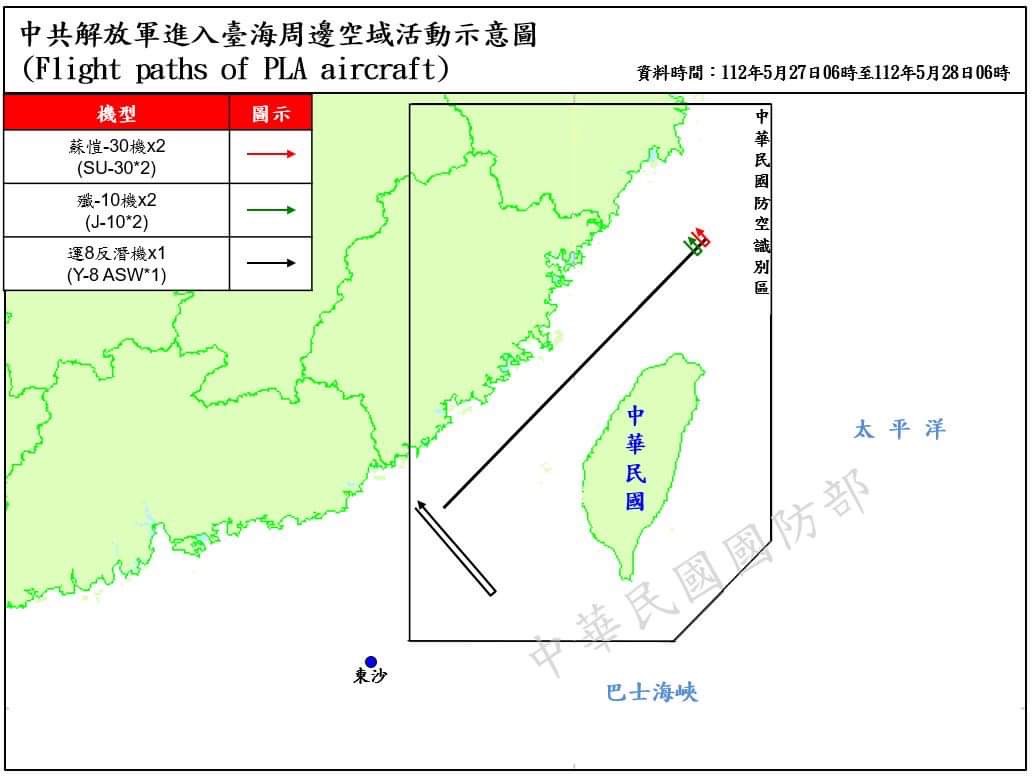 中共解放軍進入臺海周邊空域活動示意圖
(Flight paths of PLA aircraft)
資料時間：112年5月27日06時至112年5月28日06時
機型
圖示
蘇愷-30機x2
(SU-30*2)
殲-10機x2
(J-10*2)
運8反潛機x1
(Y-8 ASW*1)
中華民國防空識別區
中華民國
太平洋
中華民國國防部
東沙
巴士海峽